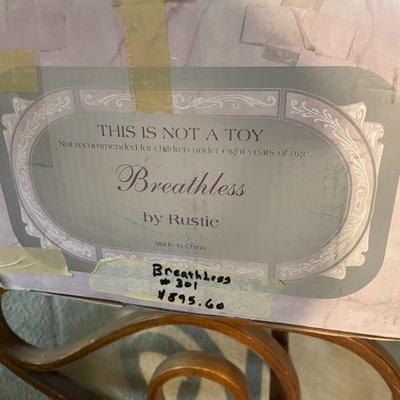 THIS IS NOT A TOY
Not recommended for children under eight years of age.
Breathless
by Rustie
Made in China
Breathless
# 301
$895.60